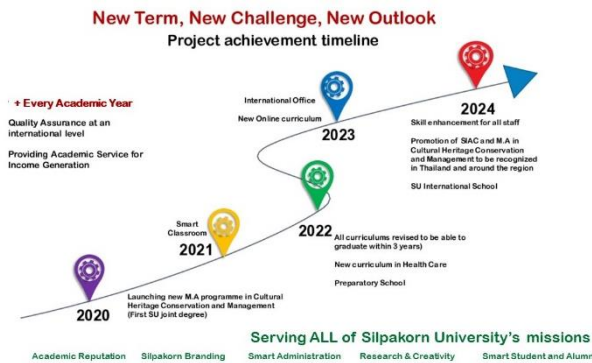 New Term, New Challenge, New Outlook
Project achievement timeline
+ Every Academic Year
Quality Assurance at an
international level
Providing Academic Service for
Income Generation
2020
Launching new M.A programme in Cultural
Heritage Conservation and Management
(First SU joint degree)
Smart
Classroom
2021
2022
All curriculums revised to be able to
graduate within 3 years)
New curriculum in Health Care
Preparatory School
International Office
New Online curriculum
2023
2024
Skill enhancement for all staff
Promotion of SIAC and M.A in
Cultural Heritage Conservation
and Management to be recognized
in Thailand and around the region
SU International School
Serving ALL of Silpakorn University's missions
Academic Reputation Silpakorn Branding Smart Administration Research & Creativity Smart Student and Alumn